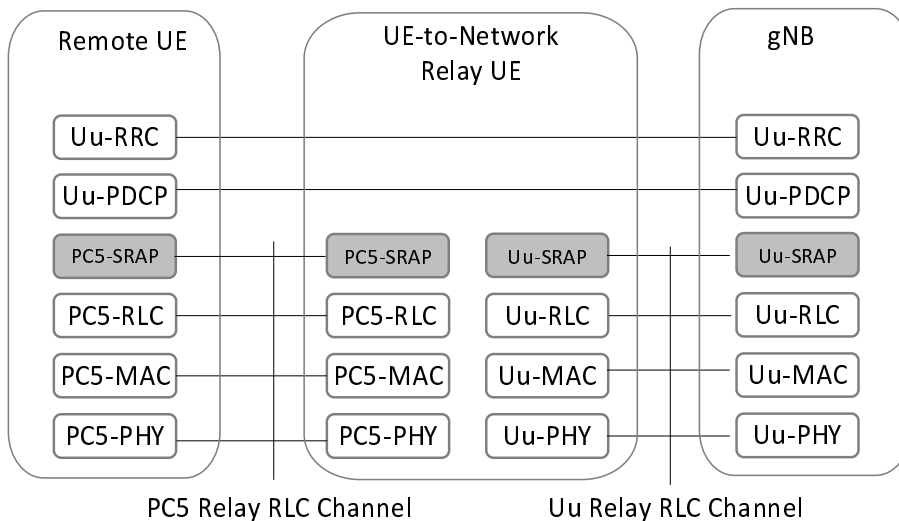 Remote UE
UE-to-Network
Relay UE
gNB
Uu-RRC
Uu-RRC
Uu-PDCP
Uu-PDCP
PC5-SRAP
PC5-SRAP
Uu-SRAP
Uu-SRAP
PC5-RLC
PC5-RLC
Uu-RLC
Uu-RLC
PC5-MAC
PC5-MAC
Uu-MAC
Uu-MAC
PC5-PHY
PC5-PHY
Uu-PHY
Uu-PHY
PC5 Relay RLC Channel
Uu Relay RLC Channel